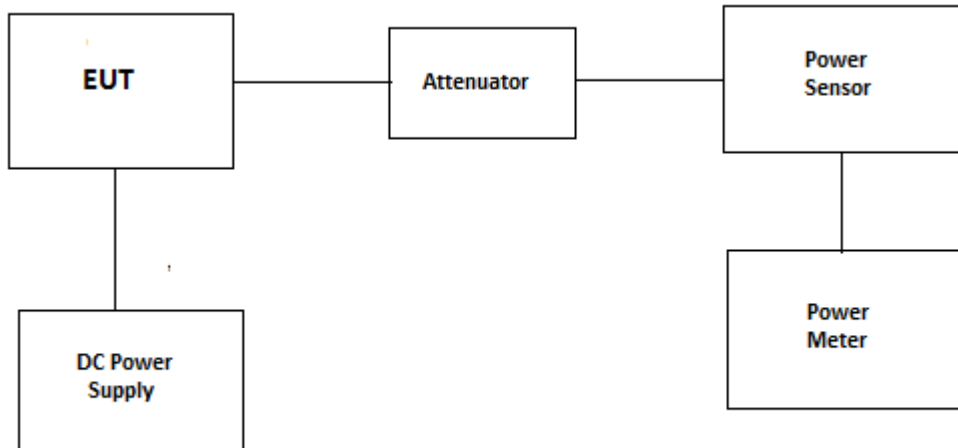 EUT
Attenuator
Power
Sensor
DC Power
Supply
Power
Meter